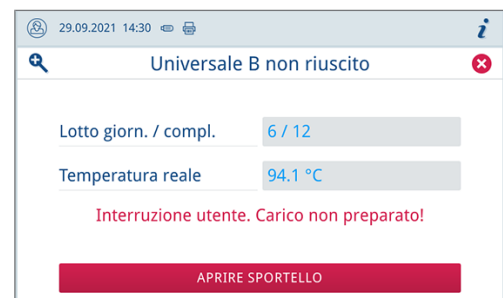 29.09.2021 14:30
Universale B non riuscito
Lotto giorn. / compl. 6 / 12
Temperatura reale 94.1 °C
Interruzione utente. Carico non preparato!
APRIRE SPORTELLO